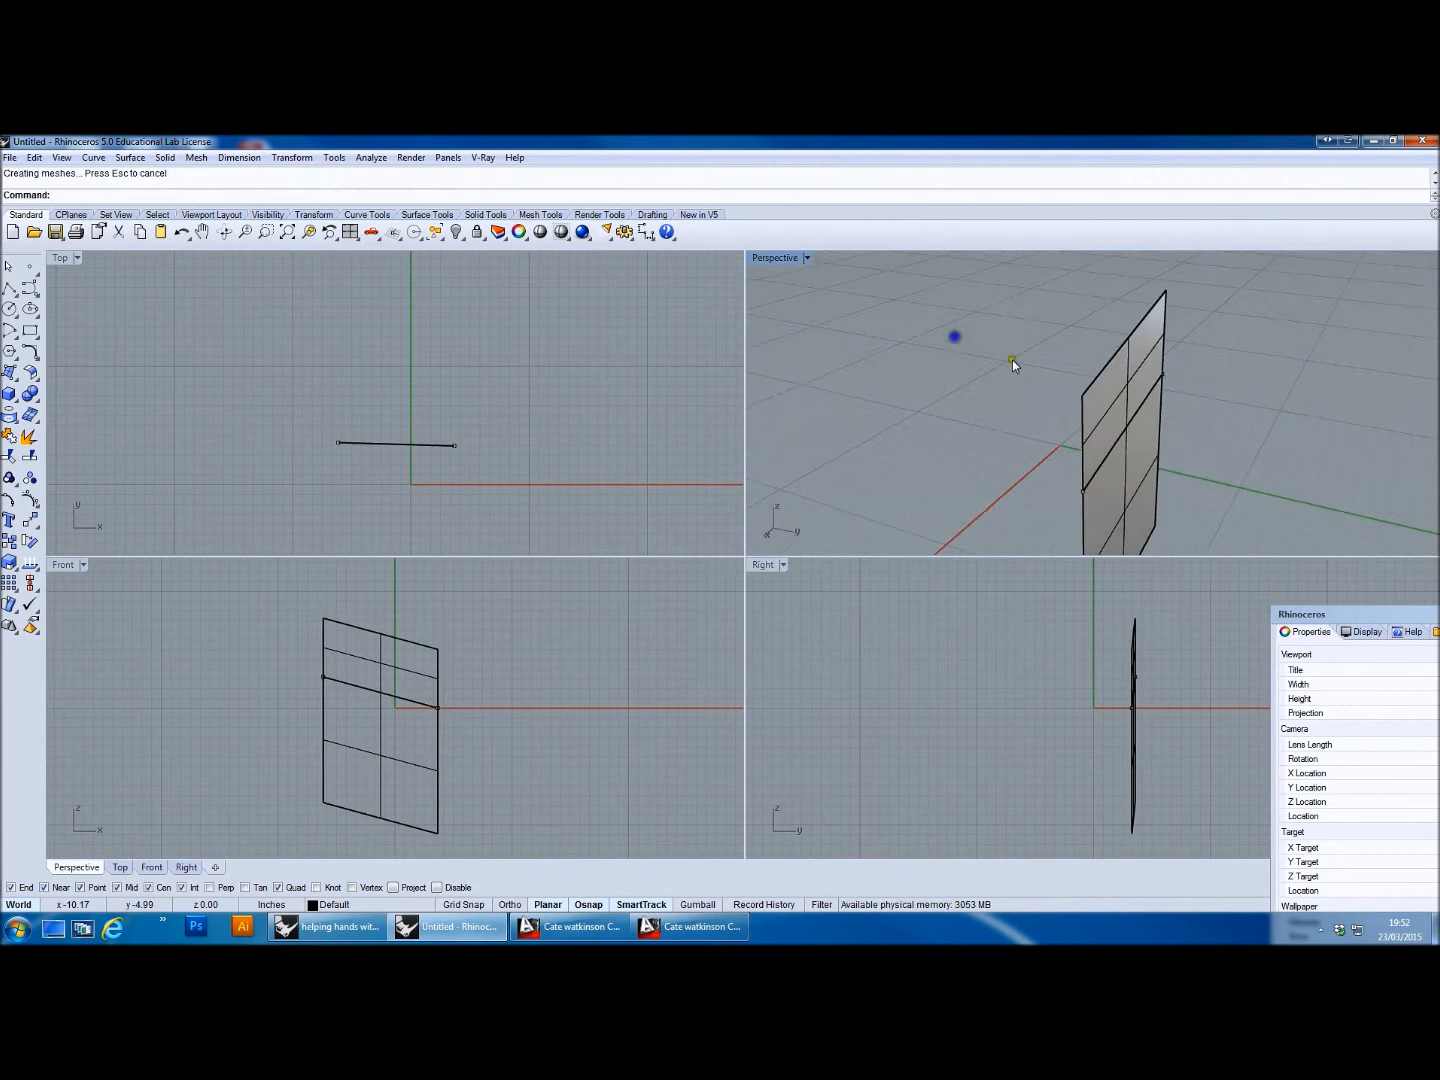 Untitled - Rhinoceros 5.0 Educational Lab License
File Edit View Curve Surface Solid Mesh Dimension Transform Tools Analyze Render Panels V-Ray Help
Creating meshes... Press Esc to cancel
Command:
Standard CPlanes Set View Select Viewport Layout Visibility Transform Curve Tools Surface Tools Solid Tools Mesh Tools Render Tools Drafting New in V5
Top
Perspective
y
x
z
x
y
Front
Right
Rhinoceros
Properties Display Help
Viewport
Title
Width
Height
Projection
Camera
Lens Length
Rotation
X Location
Y Location
Z Location
Location
Target
X Target
Y Target
Z Target
Location
Wallpaper
z
x
z
y
Perspective Top Front Right
End Near Point Mid Cen Int Perp Tan Quad Knot Vertex Project Disable
World x -10.17 y -4.99 z 0.00 Inches Default Grid Snap Ortho Planar Osnap SmartTrack Gumball Record History Filter Available physical memory: 3053 MB
Ps Ai helping hands wit... Untitled - Rhinoc... Cate watkinson C... Cate watkinson C...
19:52
23/03/2015